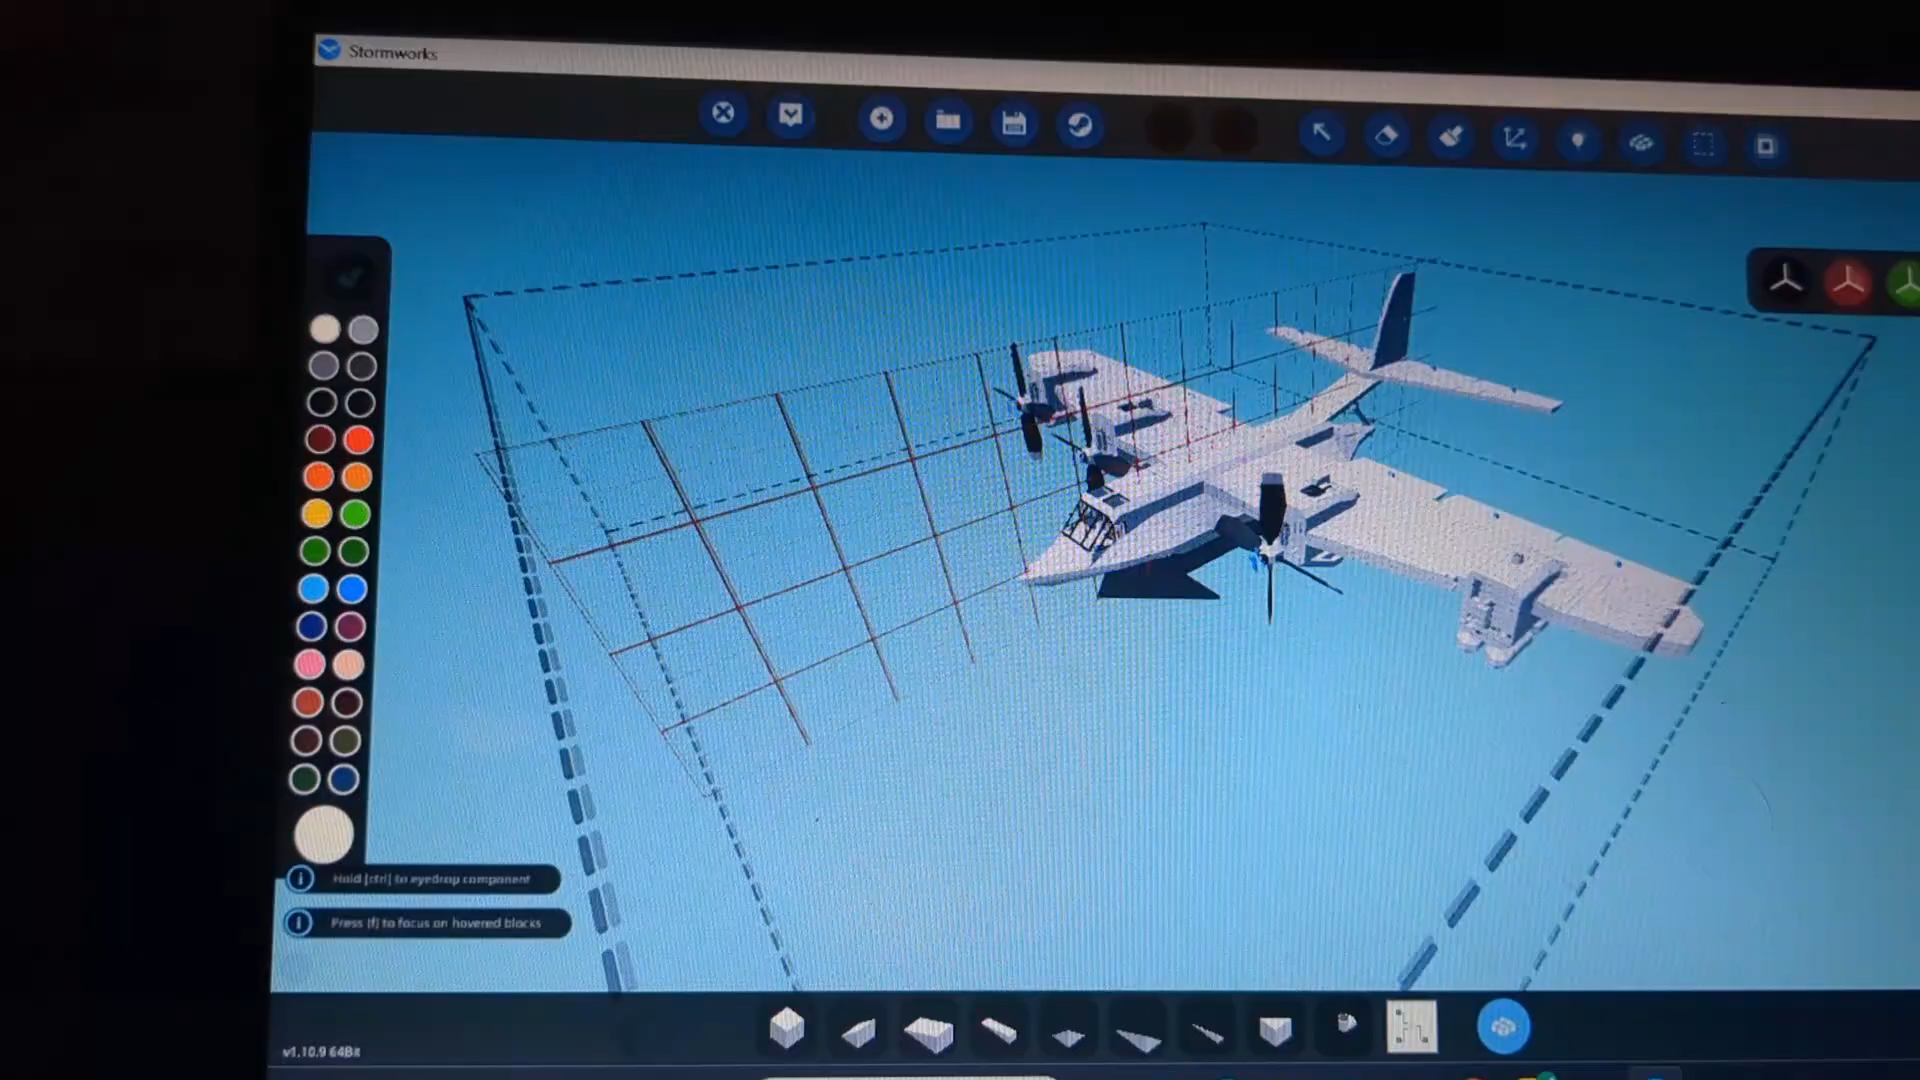 Stormworks
Hold [ctrl] to eyedrop component
Press [f] to focus on hovered blocks
v1.10.9 64Bit